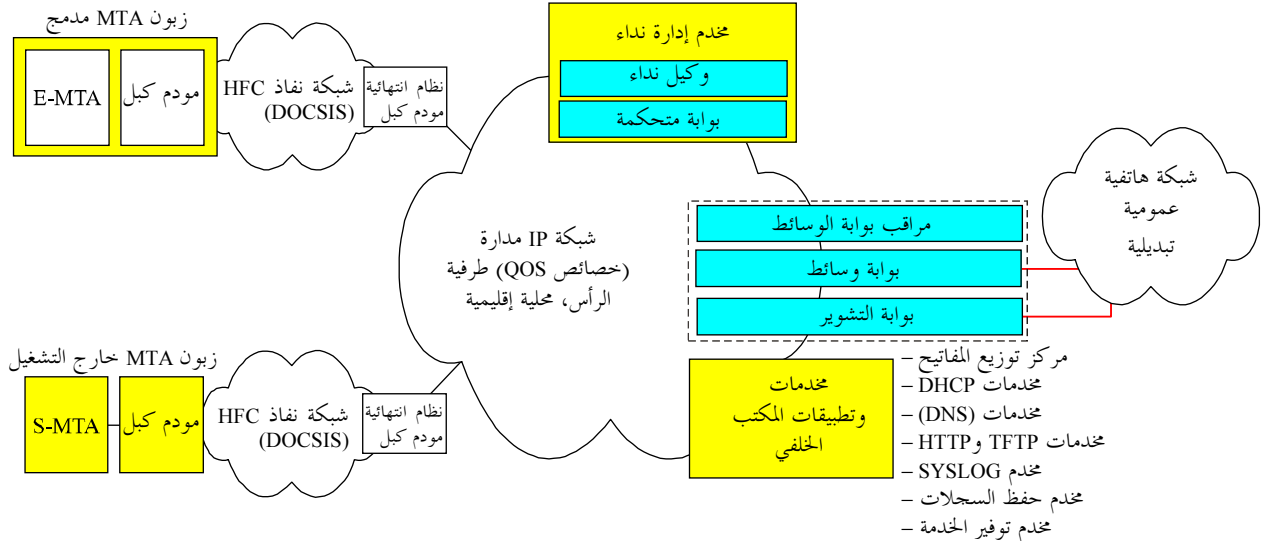 زبون MTA مدمج
E-MTA
مودم كبل
شبكة نفاذ HFC
(DOCSIS)
نظام انتهائية
مودم كبل
مخدم إدارة نداء
وكيل نداء
بوابة متحكمة
شبكة هاتفية
عمومية
تبديلية
مراقب بوابة الوسائط
بوابة وسائط
بوابة التشوير
شبكة IP مدارة
(خصائص QOS) طرفية
الرأس، محلية إقليمية
زبون MTA خارج التشغيل
S-MTA
مودم كبل
شبكة نفاذ HFC
(DOCSIS)
نظام انتهائية
مودم كبل
مخدمات
وتطبيقات المكتب
الخلفي
– مركز توزيع المفاتيح
– مخدمات DHCP
– مخدمات (DNS)
– مخدمات TFTP وHTTP
– مخدم SYSLOG
– مخدم حفظ السجلات
– مخدم توفير الخدمة